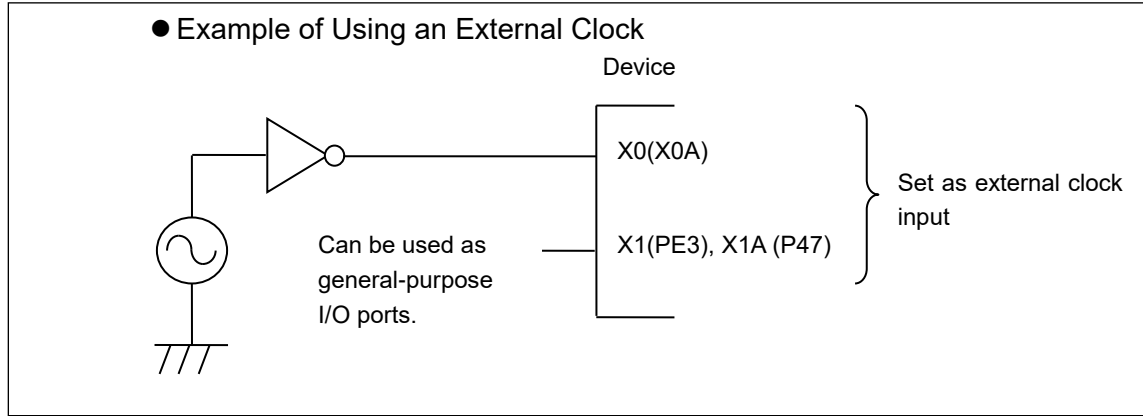 ● Example of Using an External Clock
Device
X0(X0A)
Set as external clock
input
Can be used as
general-purpose
I/O ports.
X1(PE3), X1A (P47)